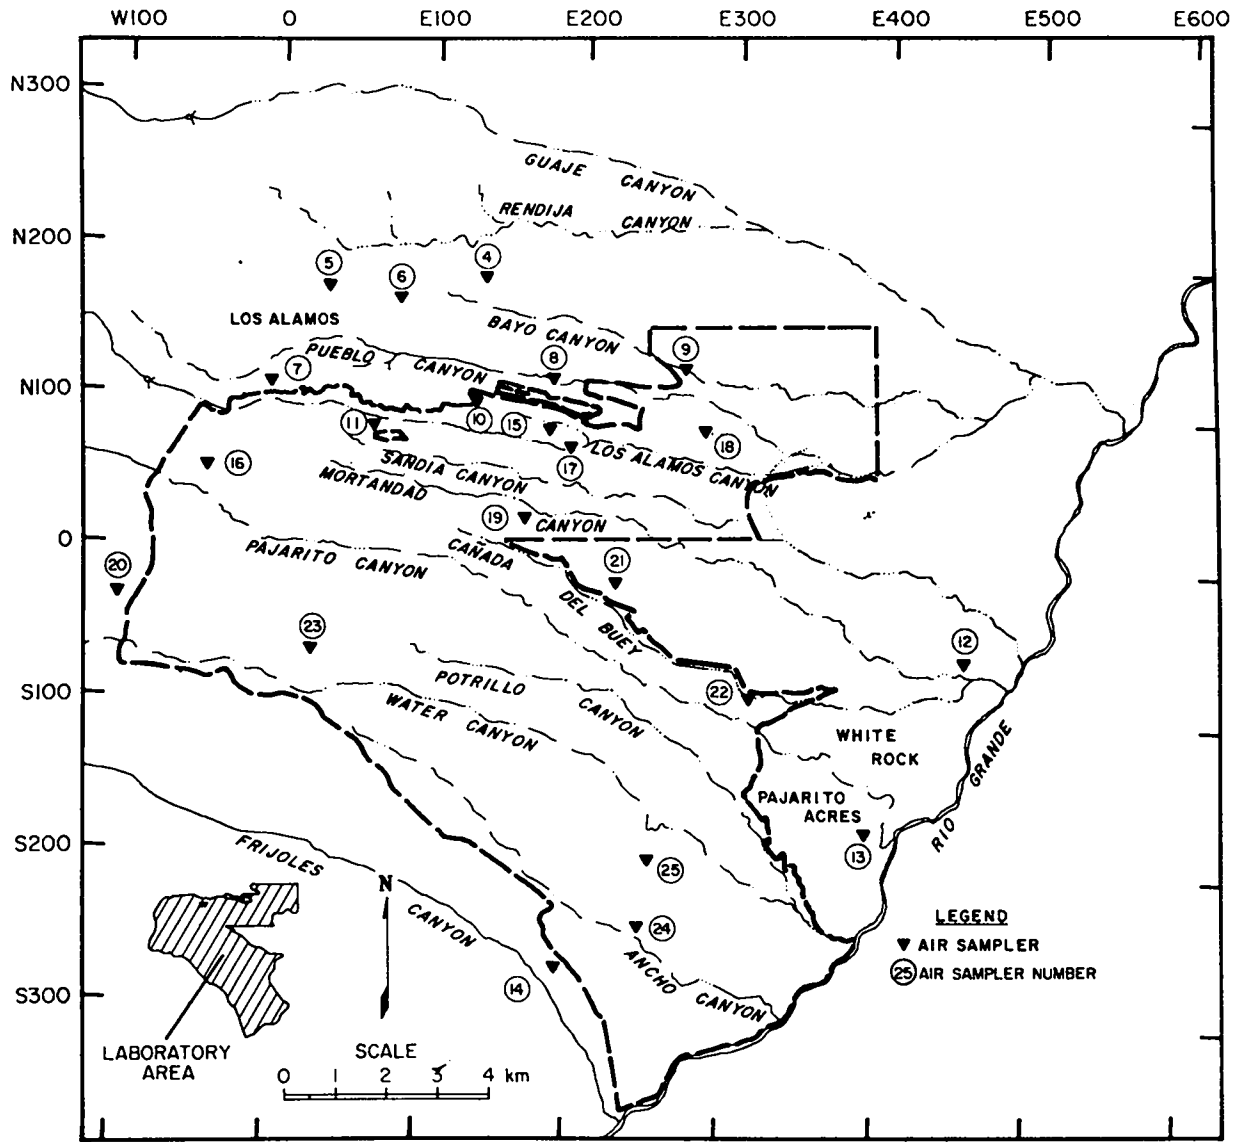 W100 0 E100 E200 E300 E400 E500 E600
N300
GUAJE CANYON
RENDIJA CANYON
N200
5
6
4
LOS ALAMOS
BAYO CANYON
PUEBLO CANYON
7
8
9
N100
11
10
15
18
16
17
LOS ALAMOS CANYON
SANDIA CANYON
MORTANDAD CANYON
19
0
CAÑADA DEL BUEY
PAJARITO CANYON
20
21
23
12
S100
POTRILLO CANYON
22
WATER CANYON
WHITE
ROCK
PAJARITO
ACRES
RIO GRANDE
S200
FRIJOLES CANYON
13
25
N
24
ANCHO CANYON
14
S300
LEGEND
AIR SAMPLER
25 AIR SAMPLER NUMBER
LABORATORY
AREA
SCALE
0 1 2 3 4 km